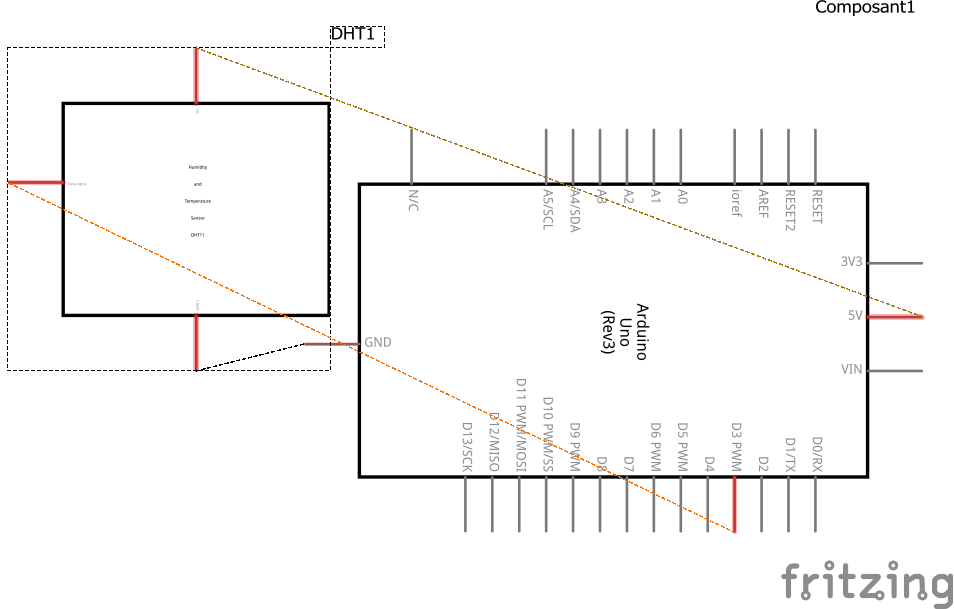 Composant1
DHT1
Humidity
and
Temperature
Sensor
DHT11
Data signal
N/C
A5/SCL
A4/SDA
A3
A2
A1
A0
ioref
AREF
RESET2
RESET
3V3
5V
VIN
GND
Arduino
Uno
(Rev3)
D13/SCK
D12/MISO
D11 PWM/MOSI
D10 PWM/SS
D9 PWM
D8
D7
D6 PWM
D5 PWM
D4
D3 PWM
D2
D1/TX
D0/RX
fritzing